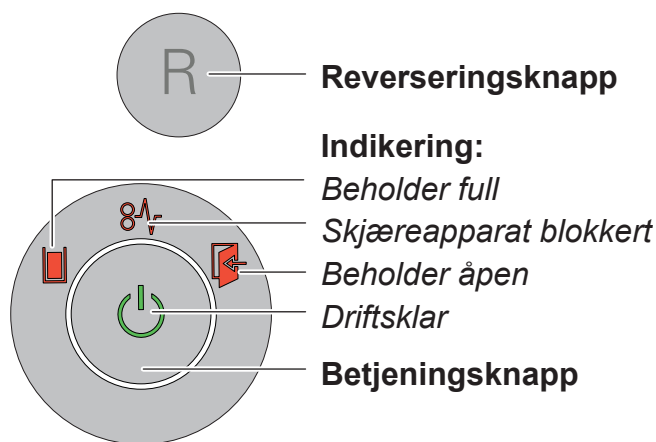 R
Reverseringsknapp
Indikering:
Beholder full
Skjæreapparat blokkert
Beholder åpen
Driftsklar
Betjeningsknapp